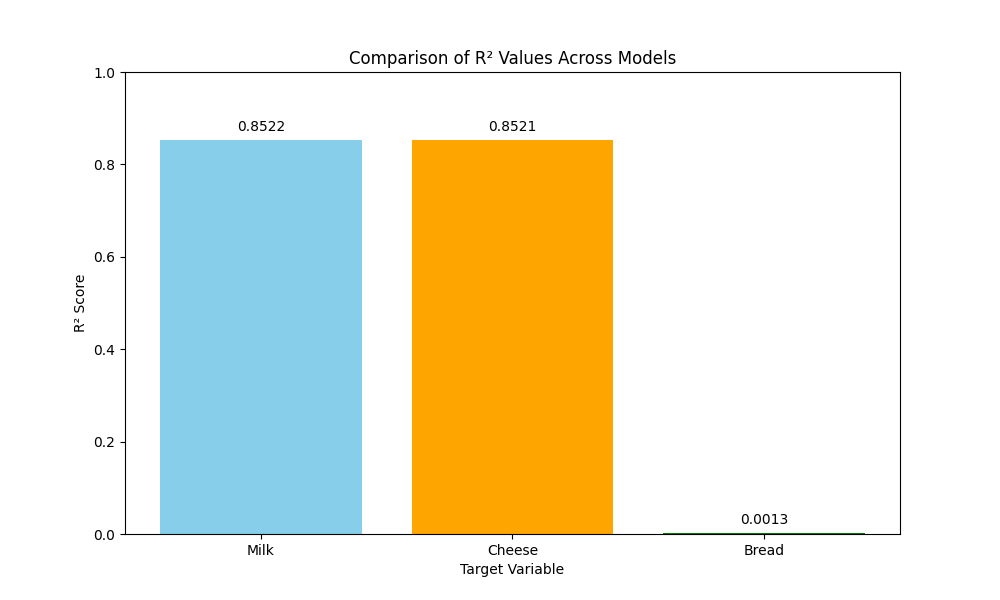 Comparison of R² Values Across Models
1.0
0.8
0.6
0.4
0.2
0.0
R² Score
0.8522
0.8521
0.0013
Milk
Cheese
Bread
Target Variable